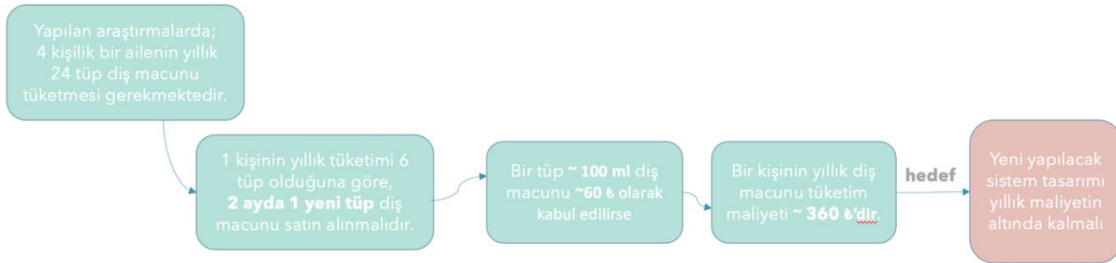 Yapılan araştırmalarda;
4 kişilik bir ailenin yıllık
24 tüp diş macunu
tüketmesi gerekmektedir.
1 kişinin yıllık tüketimi 6
tüp olduğuna göre,
2 ayda 1 yeni tüp diş
macunu satın alınmalıdır.
Bir tüp ~ 100 ml diş
macunu ~60 ₺ olarak
kabul edilirse
Bir kişinin yıllık diş
macunu tüketim
maliyeti ~ 360 ₺'dir.
hedef
Yeni yapılacak
sistem tasarımı
yıllık maliyetin
altında kalmalı